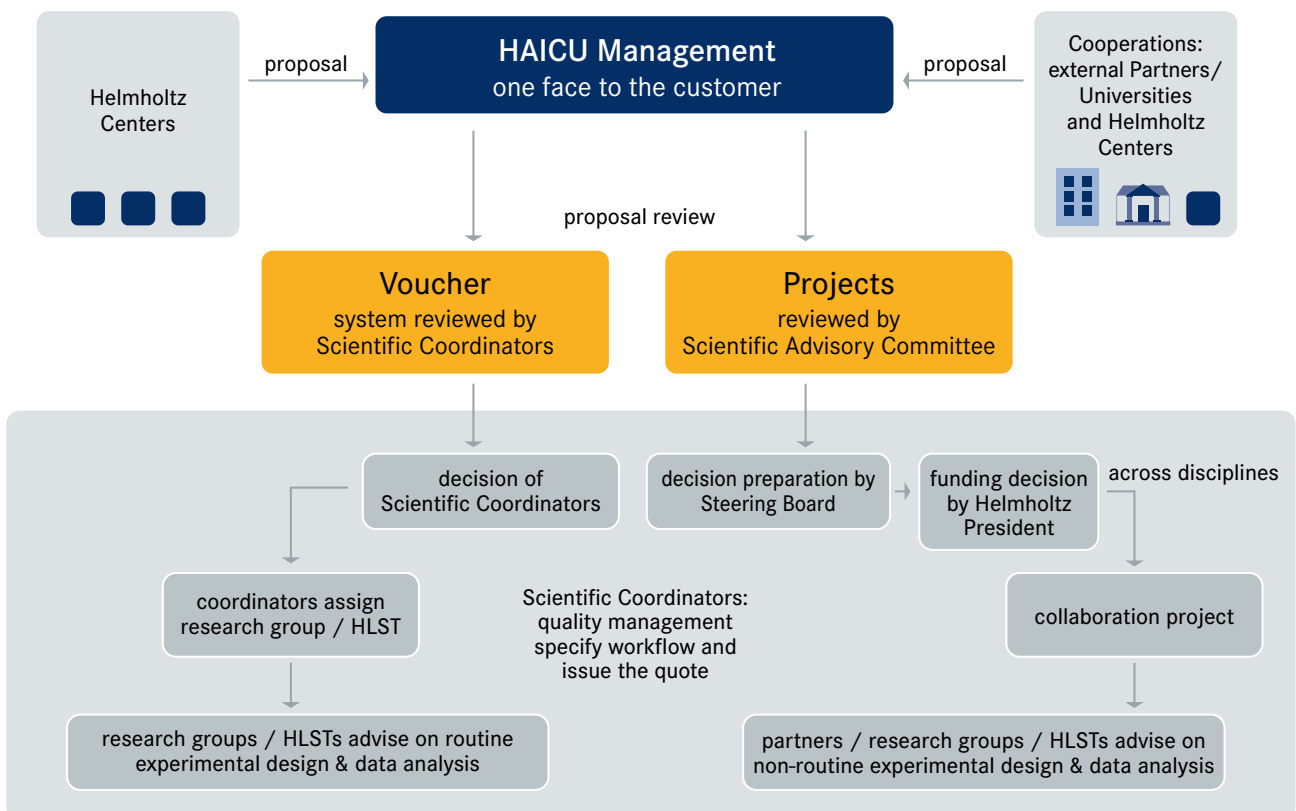 Helmholtz
Centers
proposal
HAICU Management
one face to the customer
proposal
Cooperations:
external Partners/
Universities
and Helmholtz
Centers
proposal review
Voucher
system reviewed by
Scientific Coordinators
Projects
reviewed by
Scientific Advisory Committee
decision of
Scientific Coordinators
decision preparation by
Steering Board
funding decision
by Helmholtz
President
across disciplines
coordinators assign
research group / HLST
Scientific Coordinators:
quality management
specify workflow and
issue the quote
collaboration project
research groups / HLSTs advise on routine
experimental design & data analysis
partners / research groups / HLSTs advise on
non-routine experimental design & data analysis